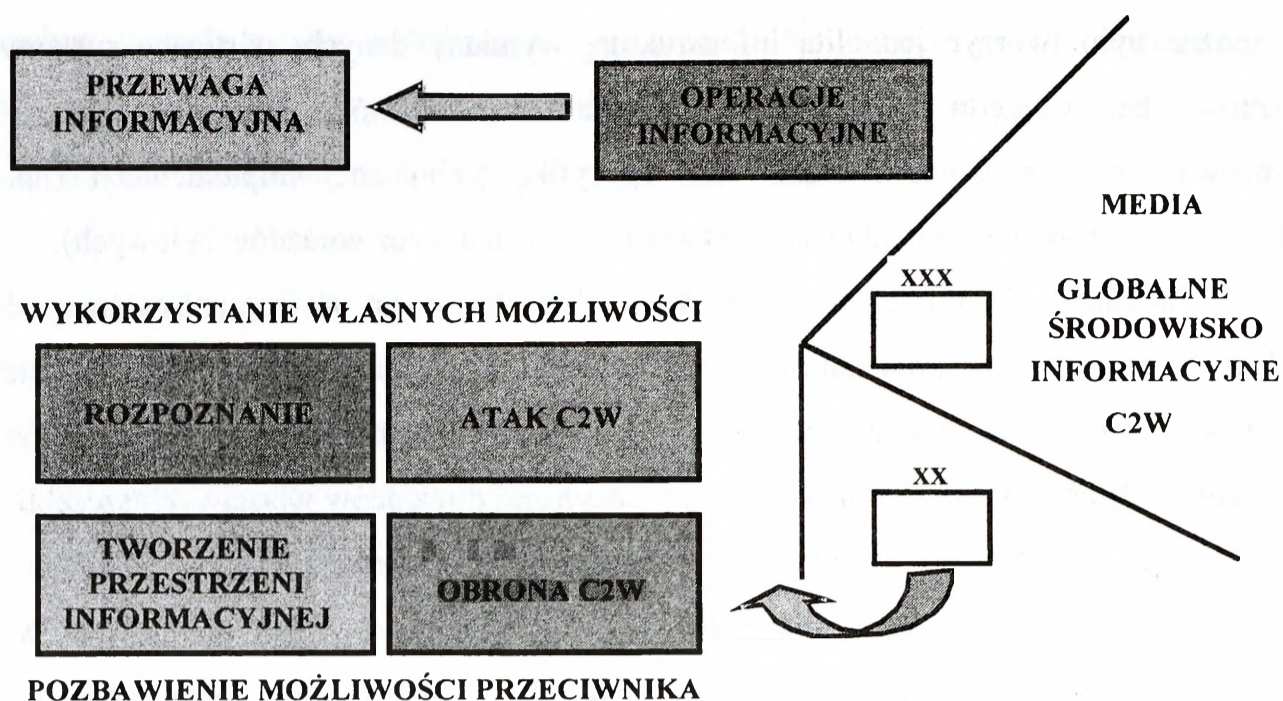 PRZEWAGA
INFORMACYJNA
OPERACJE
INFORMACYJNE
MEDIA
XXX
GLOBALNE
ŚRODOWISKO
INFORMACYJNE
C2W
WYKORZYSTANIE WŁASNYCH MOŻLIWOŚCI
ROZPOZNANIE
ATAK C2W
XX
TWORZENIE
PRZESTRZENI
INFORMACYJNEJ
OBRONA C2W
POZBAWIENIE MOŻLIWOŚCI PRZECIWNIKA